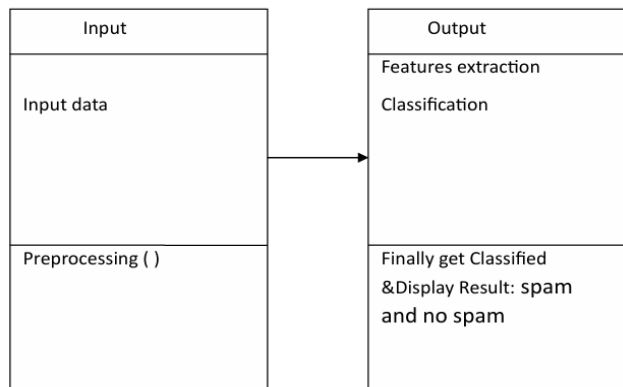 Input
Input data
Preprocessing ( )
Output
Features extraction
Classification
Finally get Classified
&Display Result: spam
and no spam